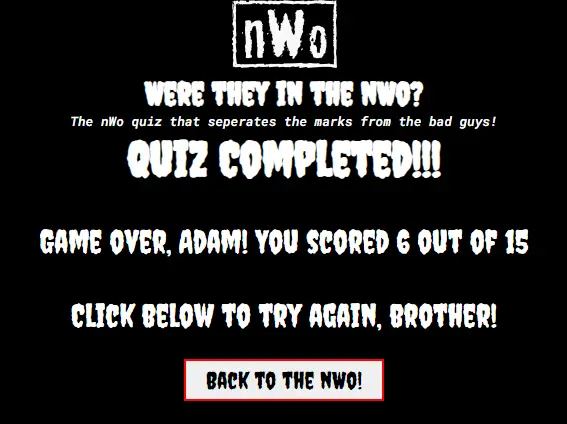 nWo
WERE THEY IN THE NWO?
The nWo quiz that seperates the marks from the bad guys!
QUIZ COMPLETED!!!
GAME OVER, ADAM! YOU SCORED 6 OUT OF 15
CLICK BELOW TO TRY AGAIN, BROTHER!
BACK TO THE NWO!